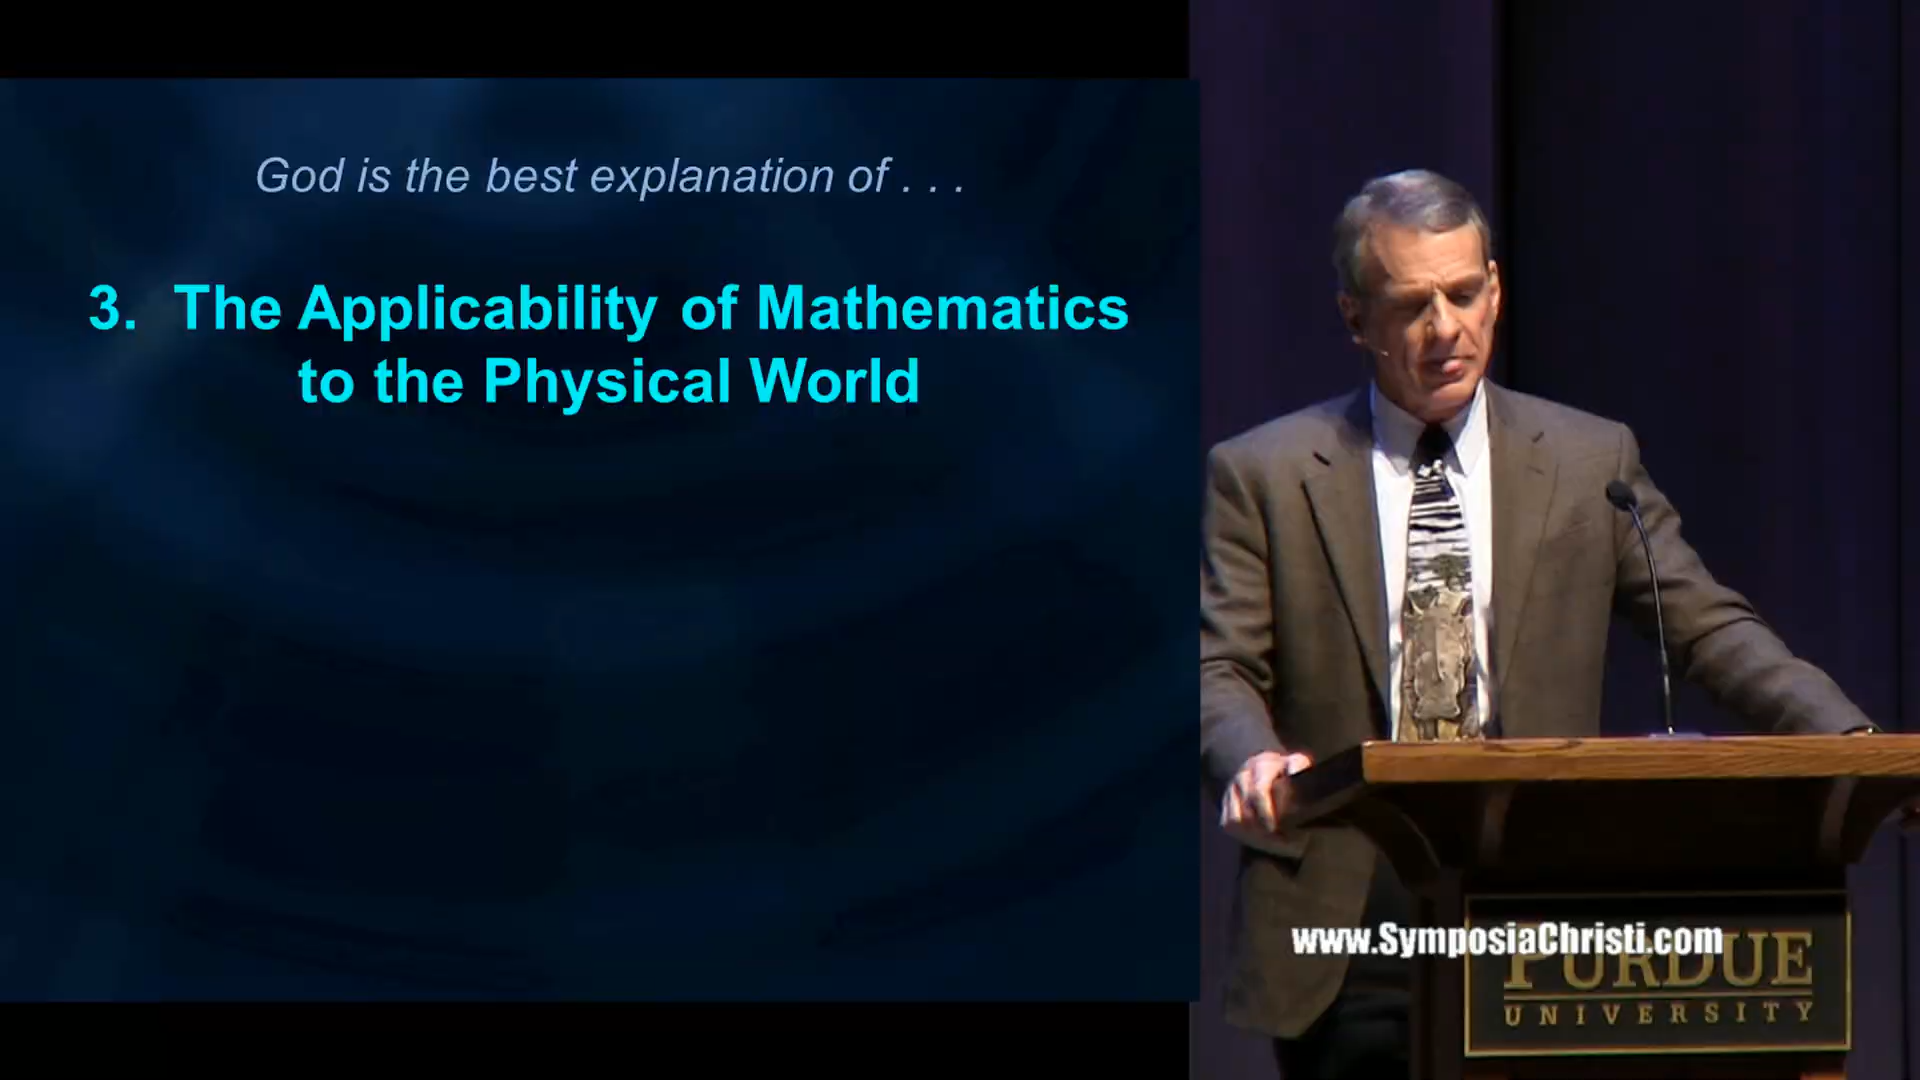 God is the best explanation of . . .
3. The Applicability of Mathematics
to the Physical World
www.SymposiaChristi.com
PURDUE
UNIVERSITY